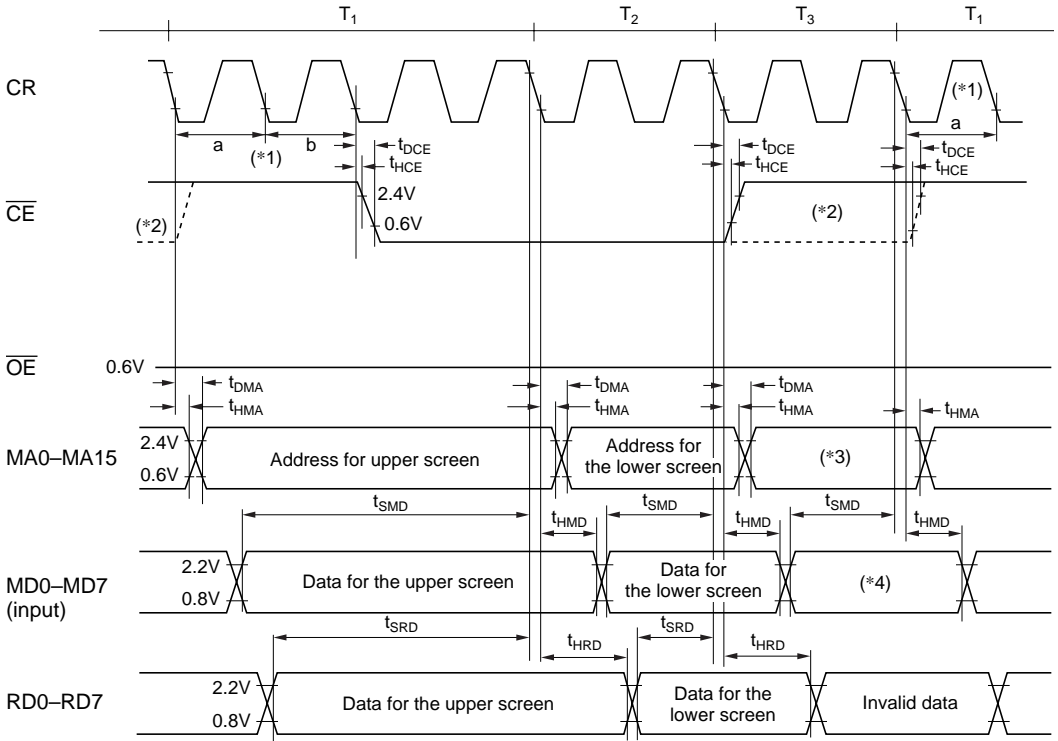 T1 T2 T3 T1
CR
(*1)
a (*1) b a
tDCE tDCE tDCE
tHCE tHCE tHCE
2.4V
CE
(*2) 0.6V (*2)
OE 0.6V
tDMA tDMA tDMA
tHMA tHMA tHMA tHMA
2.4V
MA0–MA15 Address for upper screen Address for the lower screen (*3)
0.6V
tSMD tSMD tSMD
tHMD tHMD tHMD
2.2V
MD0–MD7 Data for the upper screen Data for the lower screen (*4)
(input) 0.8V
tSRD tSRD
tHRD tHRD
2.2V
RD0–RD7 Data for the upper screen Data for the lower screen Invalid data
0.8V